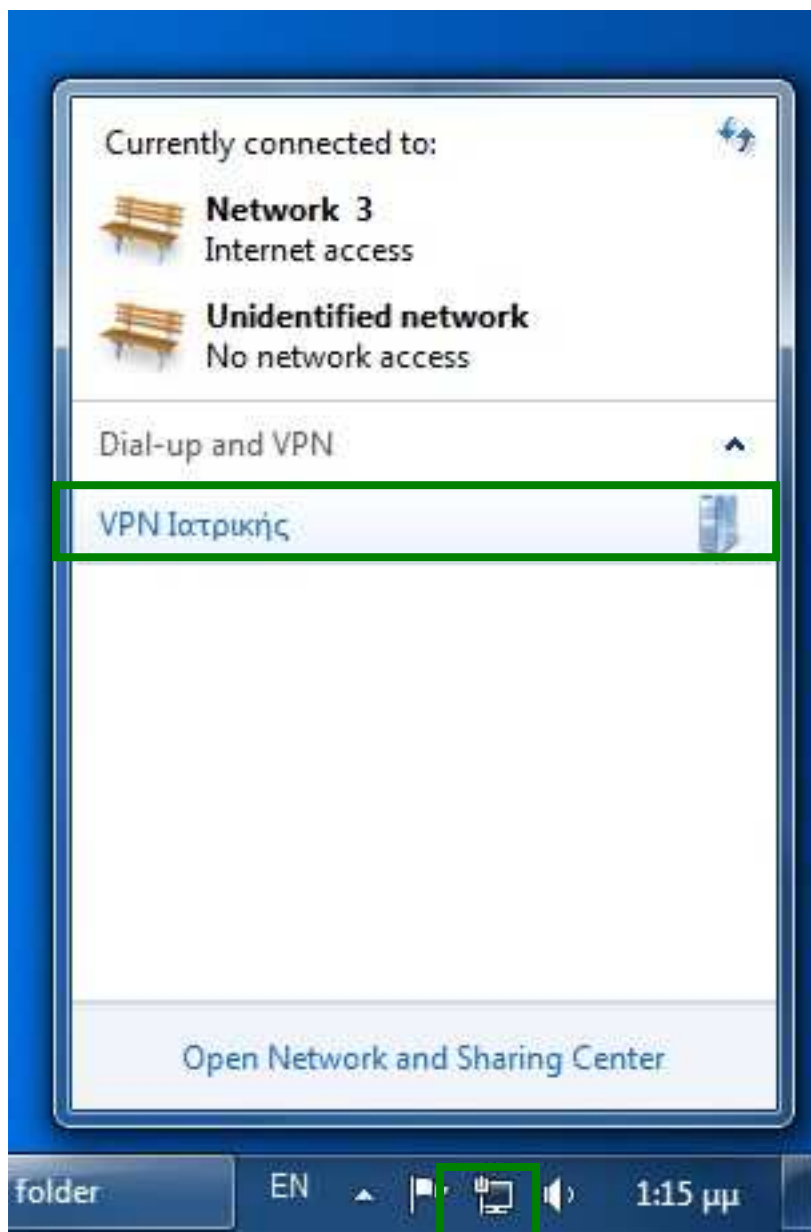 Currently connected to:
Network 3
Internet access
Unidentified network
No network access
Dial-up and VPN
VPN Ιατρικής
Open Network and Sharing Center
folder EN 1:15 μμ